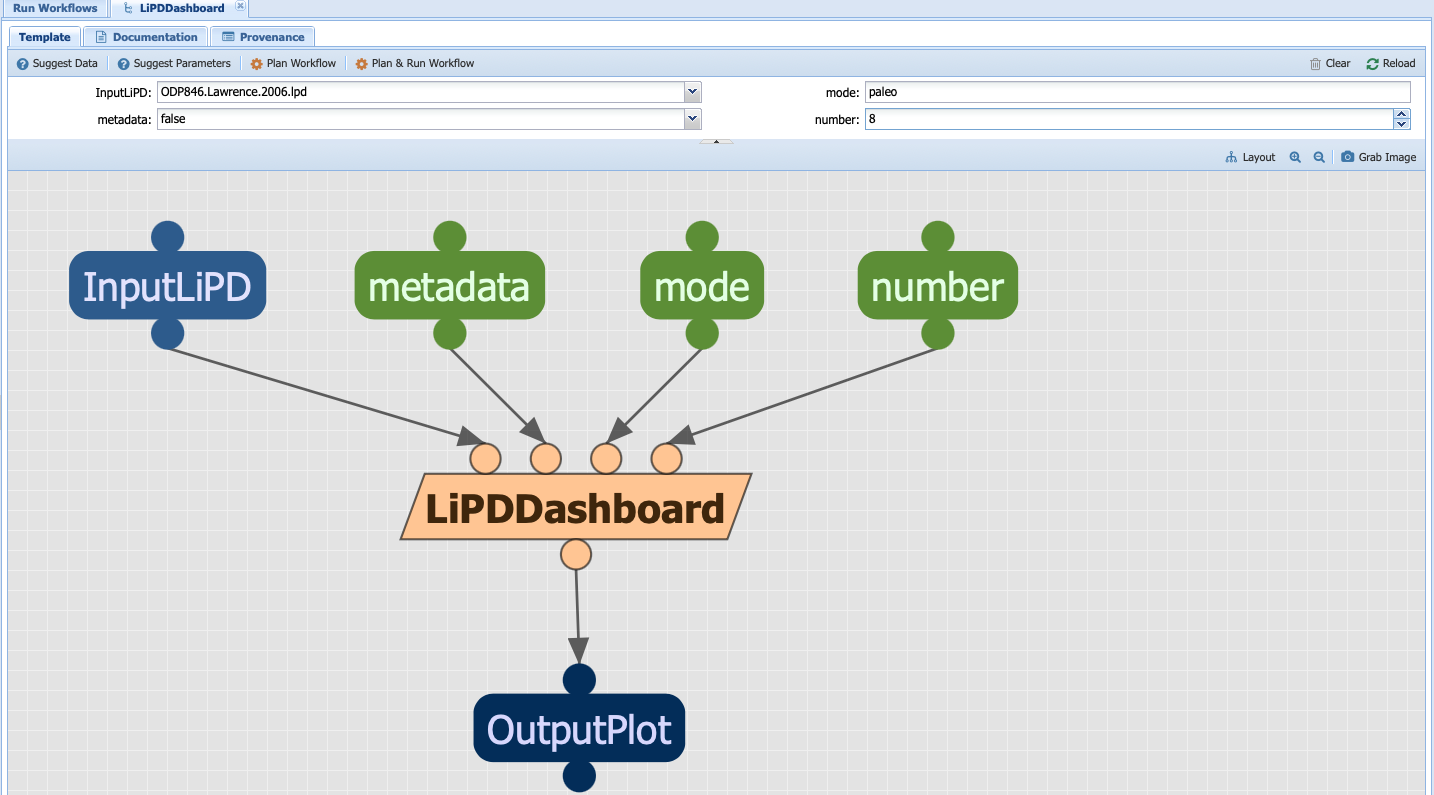 Run Workflows LiPDDashboard
Template Documentation Provenance
Suggest Data Suggest Parameters Plan Workflow Plan & Run Workflow Clear Reload
InputLiPD: ODP846.Lawrence.2006.lpd mode: paleo
metadata: false number: 8
Layout Grab Image
InputLiPD metadata mode number
LiPDDashboard
OutputPlot